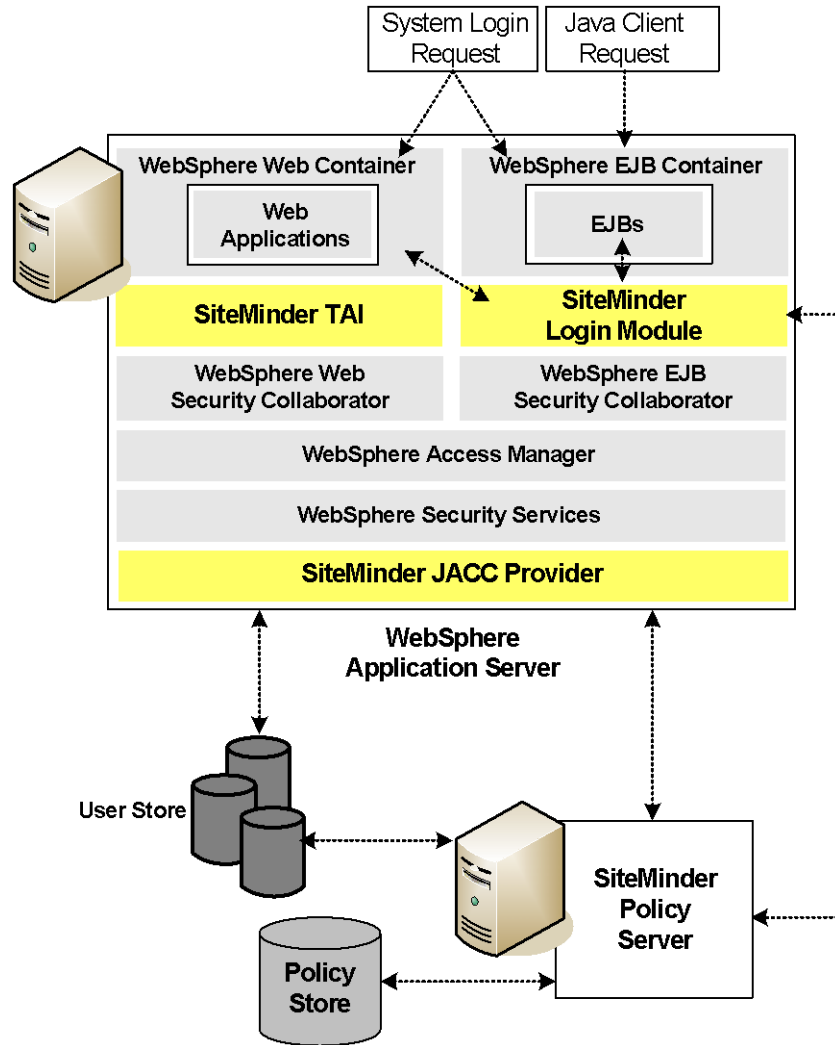 System Login
Request
Java Client
Request
WebSphere Web Container
WebSphere EJB Container
Web
Applications
EJBs
SiteMinder TAI
SiteMinder
Login Module
WebSphere Web
Security Collaborator
WebSphere EJB
Security Collaborator
WebSphere Access Manager
WebSphere Security Services
SiteMinder JACC Provider
WebSphere
Application Server
User Store
SiteMinder
Policy
Server
Policy
Store